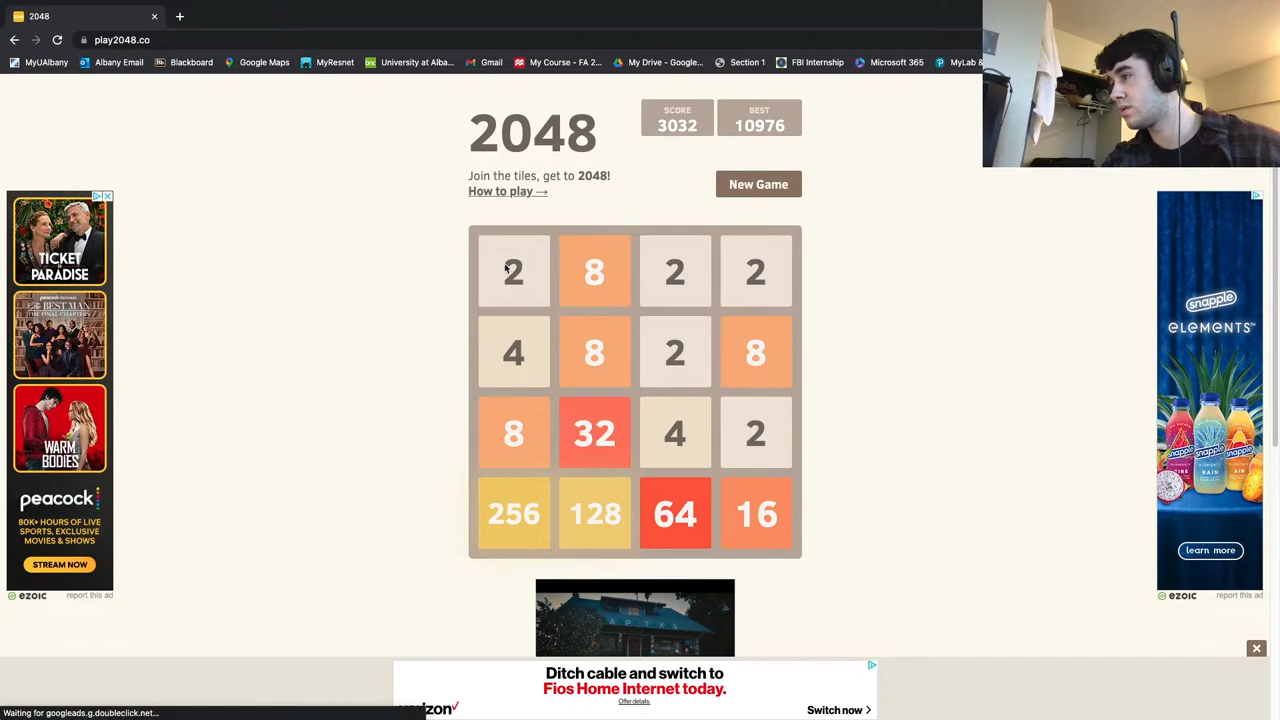 2048
play2048.co
MyUAlbany
Albany Email
Blackboard
Google Maps
MyResnet
University at Alba...
Gmail
My Course - FA 2...
My Drive - Google...
Section 1
FBI Internship
Microsoft 365
MyLab &
2048
SCORE
3032
BEST
10976
Join the tiles, get to 2048!
How to play →
New Game
2 8 2 2
4 8 2 8
8 32 4 2
256 128 64 16
TICKET
PARADISE
THE BEST MAN
THE FINAL CHAPTERS
WARM
BODIES
peacock
80K+ HOURS OF LIVE
SPORTS, EXCLUSIVE
MOVIES & SHOWS
STREAM NOW
ezoic
report this ad
snapple
ELEMENTS
learn more
ezoic
report this ad
Ditch cable and switch to
Fios Home Internet today.
Offer details.
verizon
Switch now >
Waiting for googleads.g.doubleclick.net...